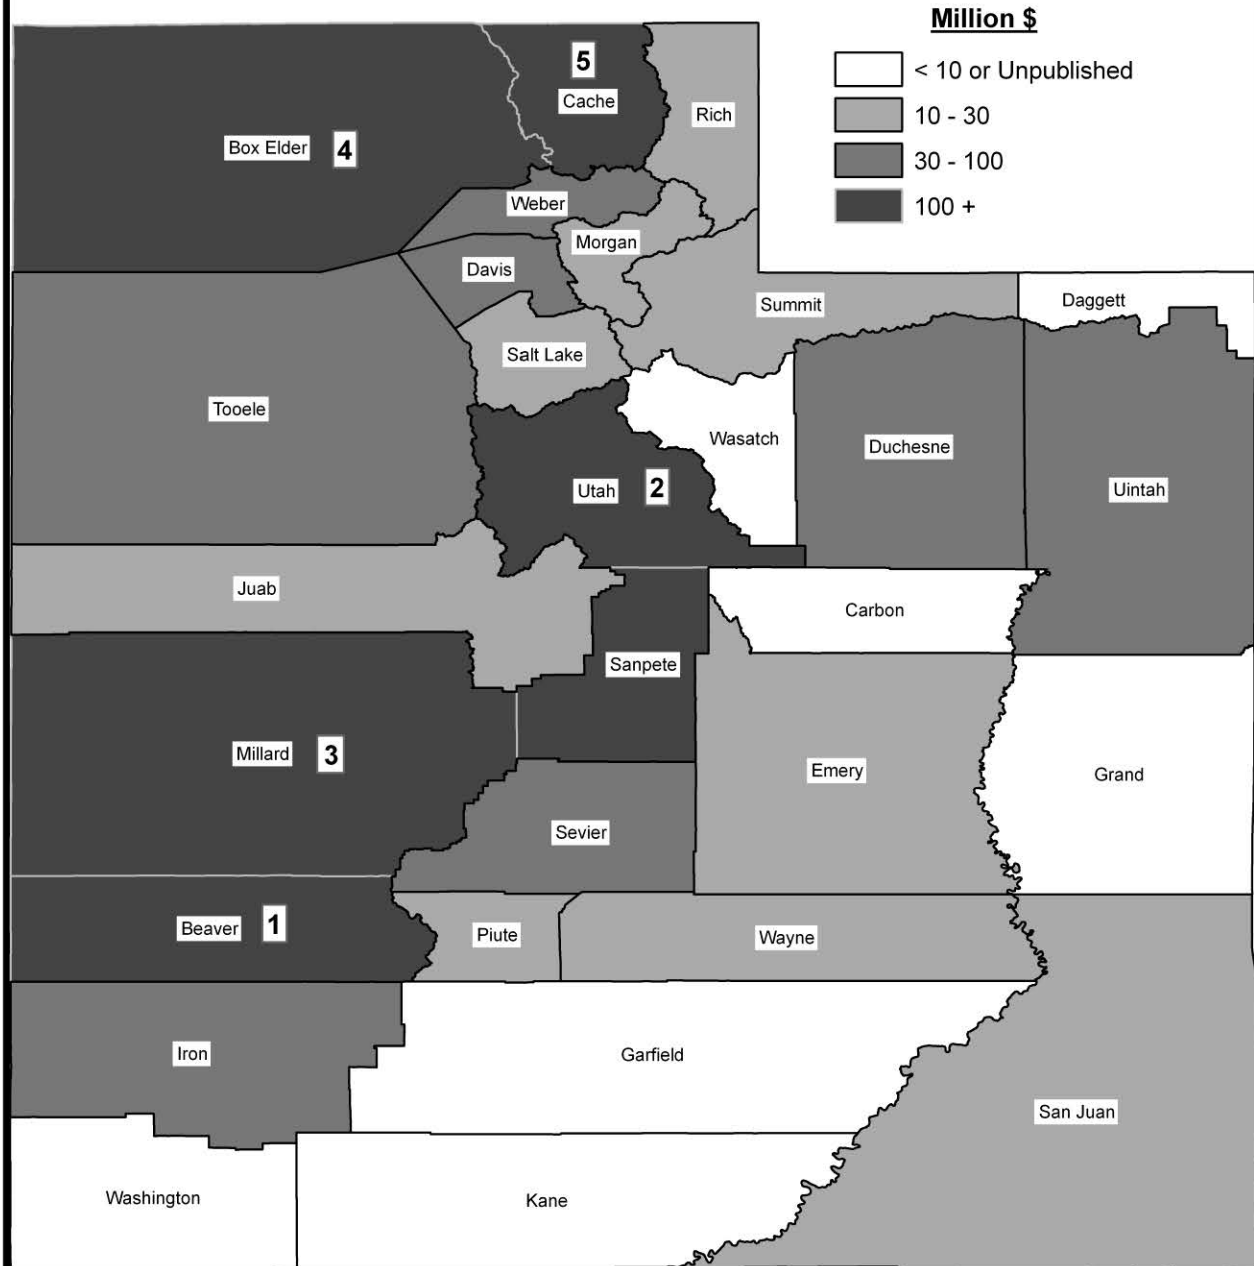 Million $
< 10 or Unpublished
10 - 30
30 - 100
100 +
5
Cache
Rich
Box Elder 4
Weber
Morgan
Davis
Summit
Daggett
Salt Lake
Tooele
Wasatch
Duchesne
Utah 2
Uintah
Juab
Carbon
Sanpete
Millard 3
Emery
Grand
Sevier
Beaver 1
Piute
Wayne
Iron
Garfield
San Juan
Washington
Kane